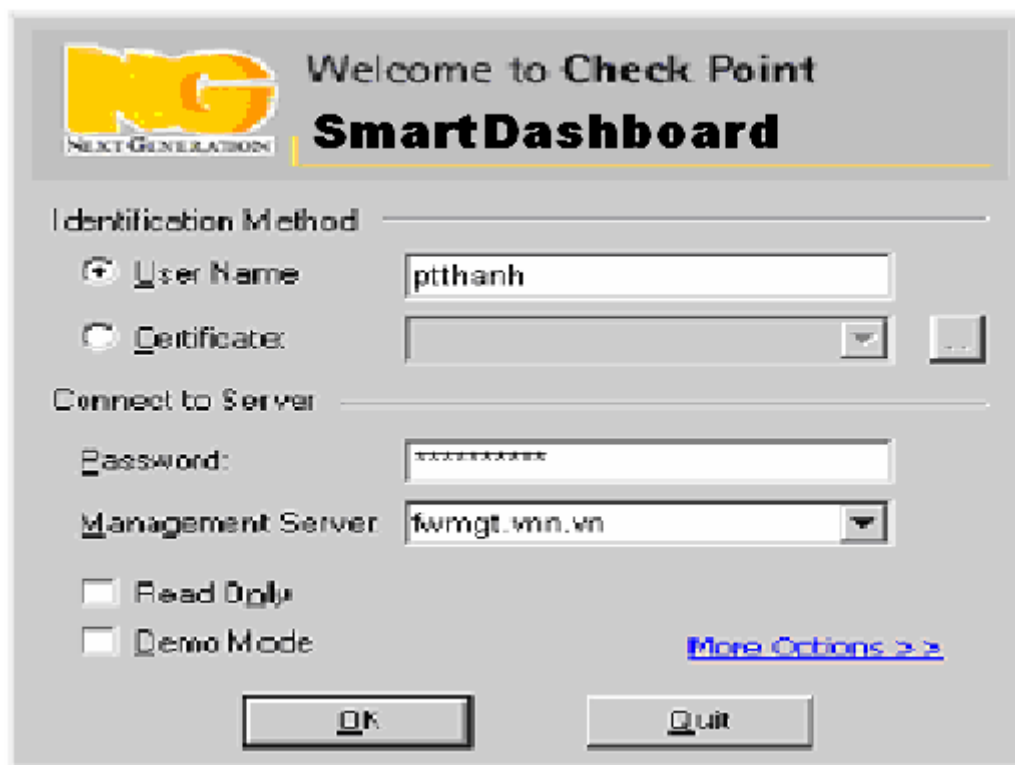 NG
NEXT GENERATION
Welcome to Check Point
SmartDashboard
Identification Method
User Name
ptthanh
Certificate:
...
Connect to Server
Password:
**********
Management Server
fwmgt.vnn.vn
Read Only
Demo Mode
More Options >>
OK
Quit